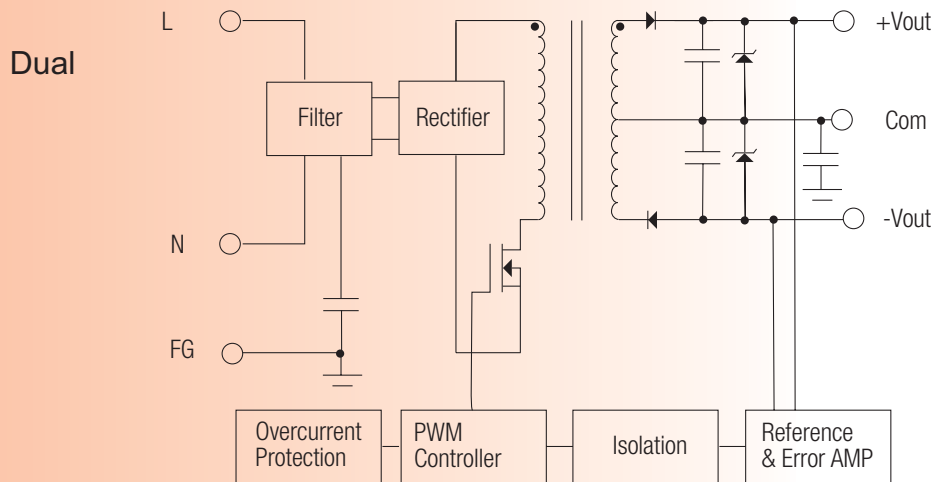 Dual
L
+Vout
Filter
Rectifier
Com
N
-Vout
FG
Overcurrent
Protection
PWM
Controller
Isolation
Reference
& Error AMP